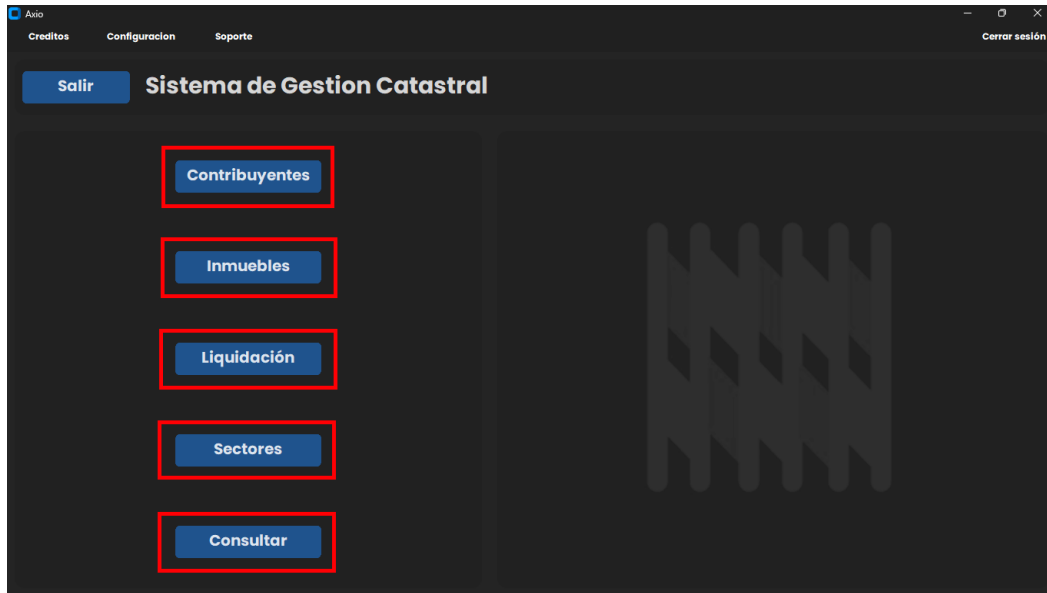 Axio
Creditos Configuracion Soporte Cerrar sesión
Salir Sistema de Gestion Catastral
Contribuyentes
Inmuebles
Liquidación
Sectores
Consultar